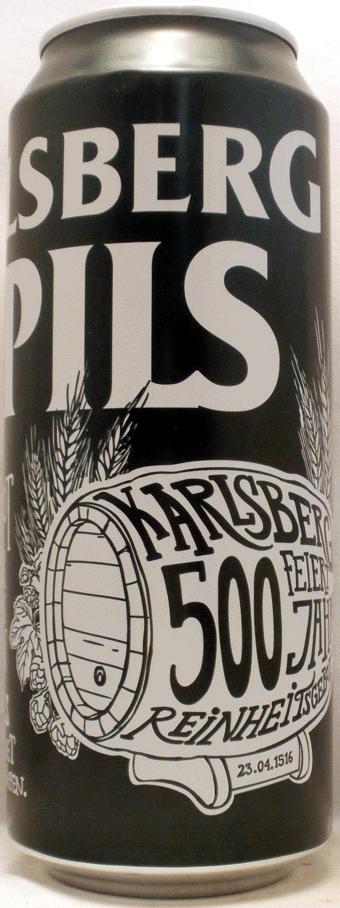 LSBERG
PILS
KARLSBERG
500
FEIERT
JAH
REINHEITSGEB
23.04.1516